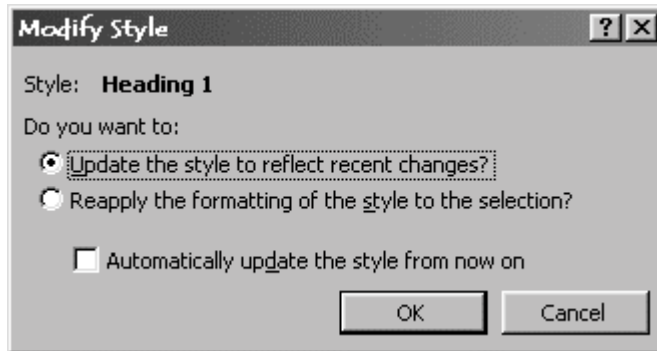 Modify Style
Style: Heading 1
Do you want to:
Update the style to reflect recent changes?
Reapply the formatting of the style to the selection?
Automatically update the style from now on
OK Cancel